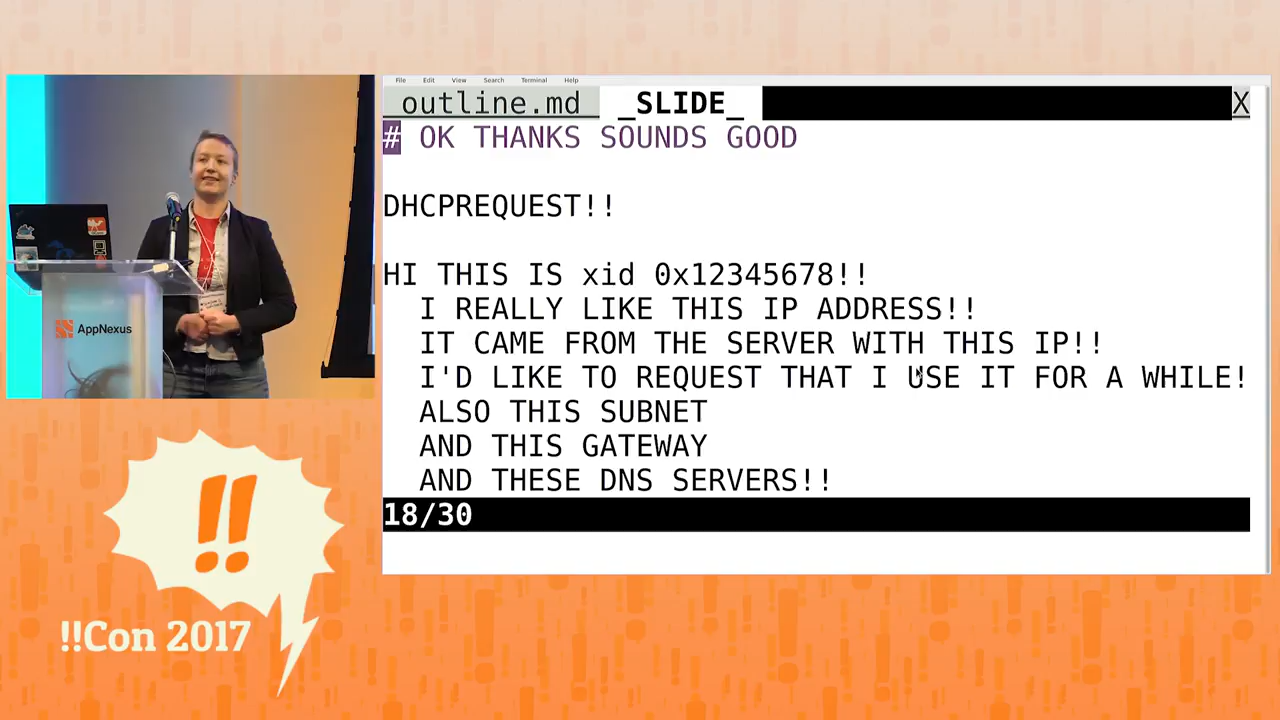 File Edit View Search Terminal Help
outline.md _SLIDE_ X
# OK THANKS SOUNDS GOOD
DHCPREQUEST!!
HI THIS IS xid 0x12345678!!
I REALLY LIKE THIS IP ADDRESS!!
IT CAME FROM THE SERVER WITH THIS IP!!
I'D LIKE TO REQUEST THAT I USE IT FOR A WHILE!
ALSO THIS SUBNET
AND THIS GATEWAY
AND THESE DNS SERVERS!!
18/30
AppNexus
!!
!!Con 2017